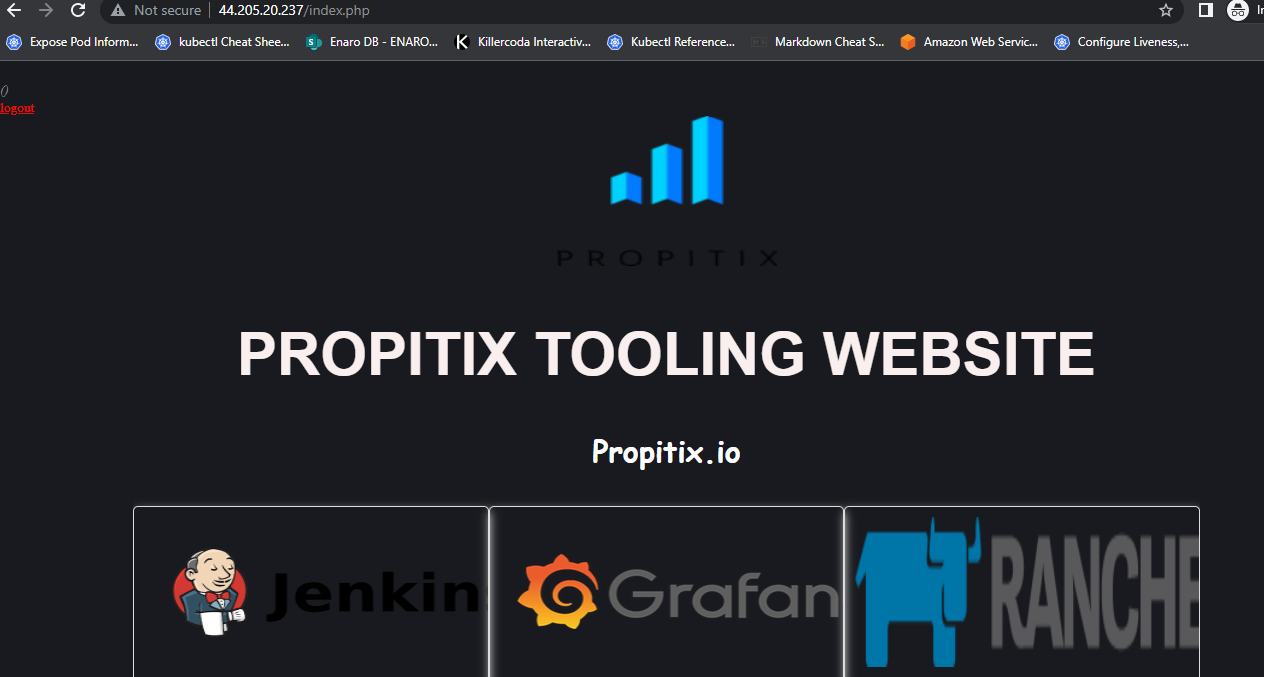 Not secure | 44.205.20.237/index.php
Expose Pod Inform... kubectl Cheat Shee... Enaro DB - ENARO... Killercoda Interactiv... Kubectl Reference... Markdown Cheat S... Amazon Web Servic... Configure Liveness,...
()
logout
PROPITIX
PROPITIX TOOLING WEBSITE
Propitix.io
Jenkin Grafan RANCHE